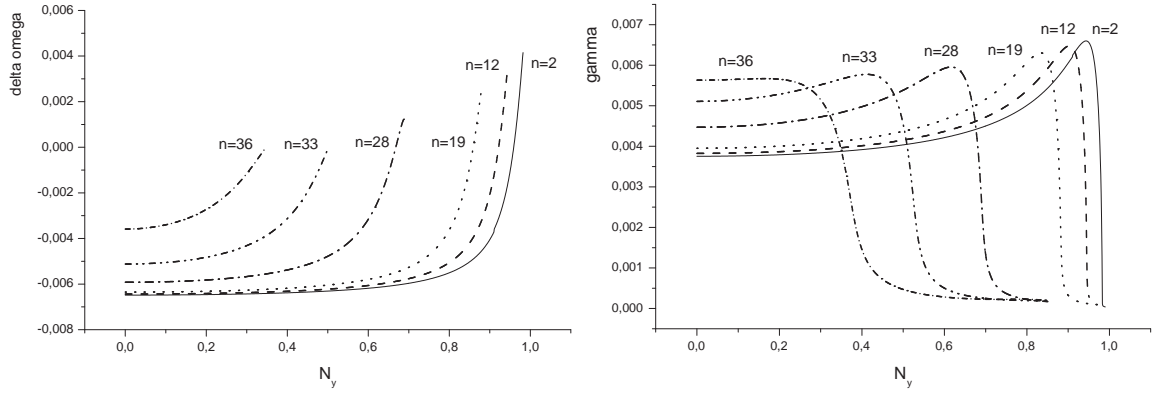 delta omega
0,006
0,004
0,002
0,000
-0,002
-0,004
-0,006
-0,008
n=36
n=33
n=28
n=19
n=12
n=2
0,0
0,2
0,4
0,6
0,8
1,0
Ny
gamma
0,007
0,006
0,005
0,004
0,003
0,002
0,001
0,000
n=36
n=33
n=28
n=19
n=12
n=2
0,0
0,2
0,4
0,6
0,8
1,0
Ny